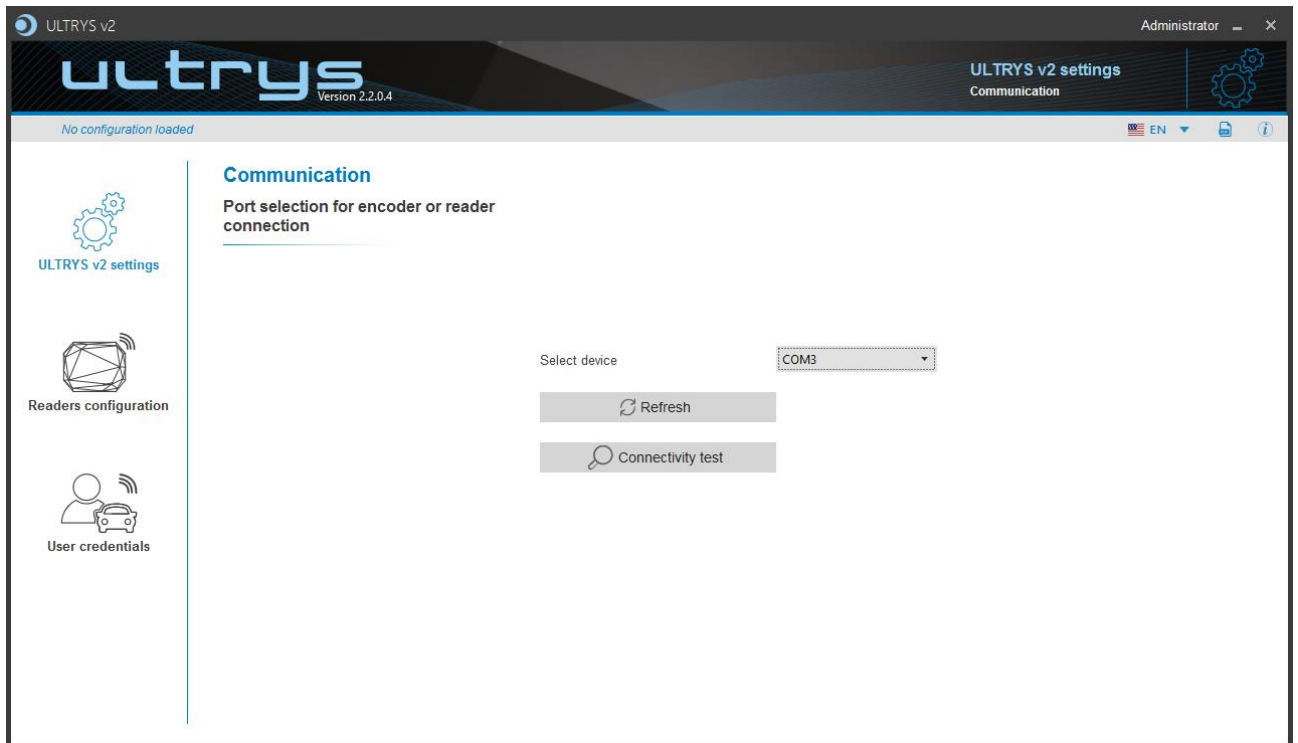 ULTRYS v2
Administrator
ultrys
Version 2.2.0.4
ULTRYS v2 settings
Communication
No configuration loaded
EN
Communication
Port selection for encoder or reader
connection
ULTRYS v2 settings
Select device
COM3
Refresh
Readers configuration
Connectivity test
User credentials